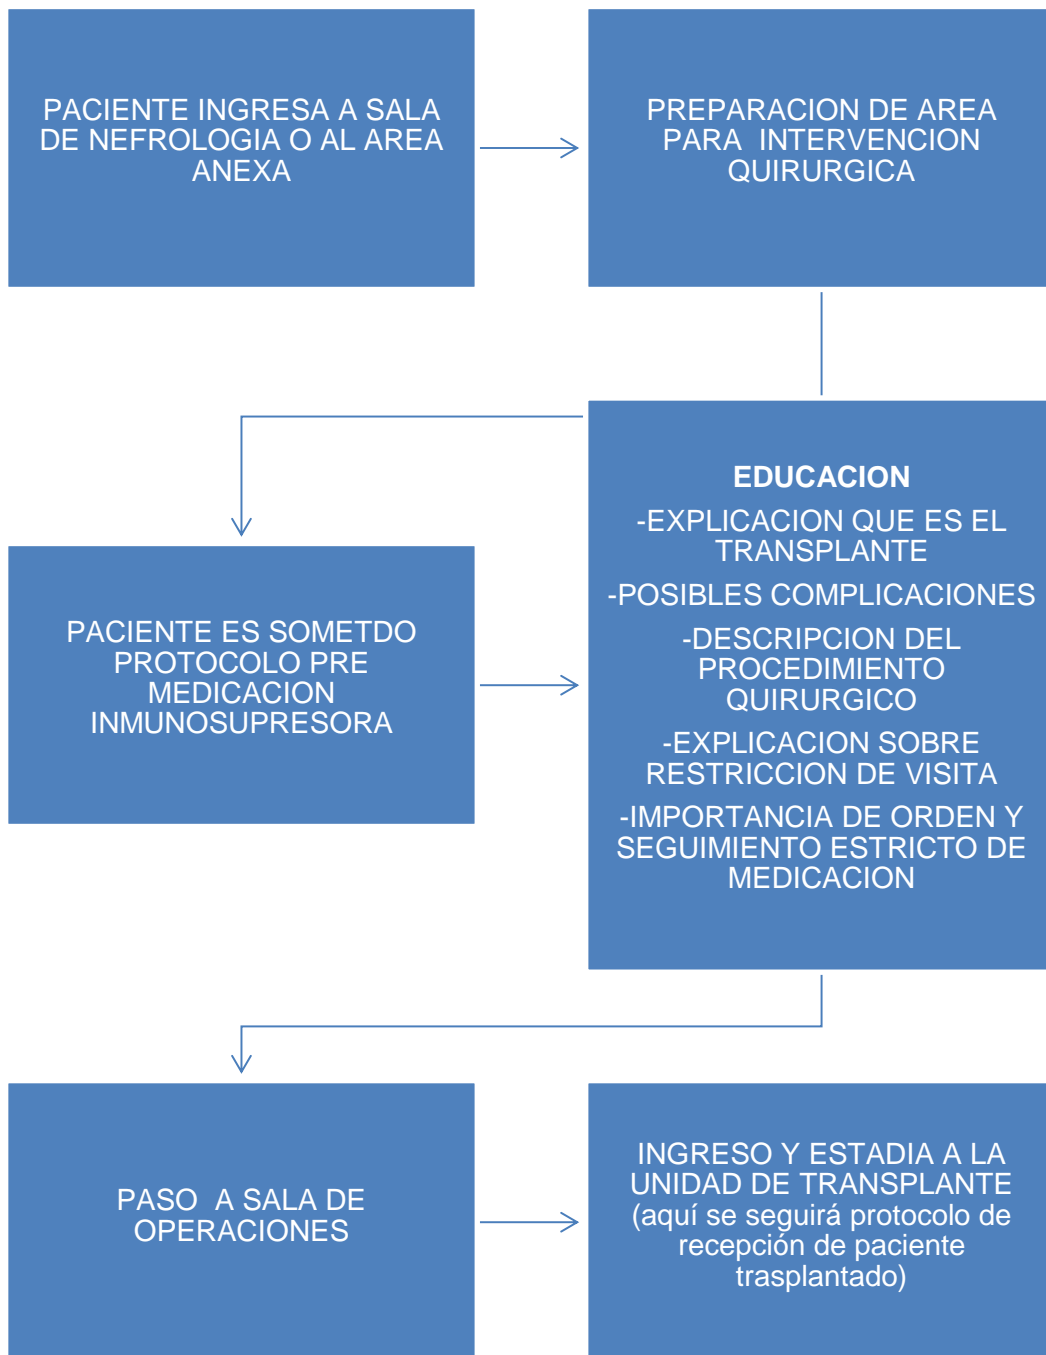 PACIENTE INGRESA A SALA
DE NEFROLOGIA O AL AREA
ANEXA
PREPARACION DE AREA
PARA INTERVENCION
QUIRURGICA
PACIENTE ES SOMETDO
PROTOCOLO PRE
MEDICACION
INMUNOSUPRESORA
EDUCACION
-EXPLICACION QUE ES EL
TRANSPLANTE
-POSIBLES COMPLICACIONES
-DESCRIPCION DEL
PROCEDIMIENTO
QUIRURGICO
-EXPLICACION SOBRE
RESTRICCION DE VISITA
-IMPORTANCIA DE ORDEN Y
SEGUIMIENTO ESTRICTO DE
MEDICACION
PASO A SALA DE
OPERACIONES
INGRESO Y ESTADIA A LA
UNIDAD DE TRANSPLANTE
(aquí se seguirá protocolo de
recepción de paciente
trasplantado)